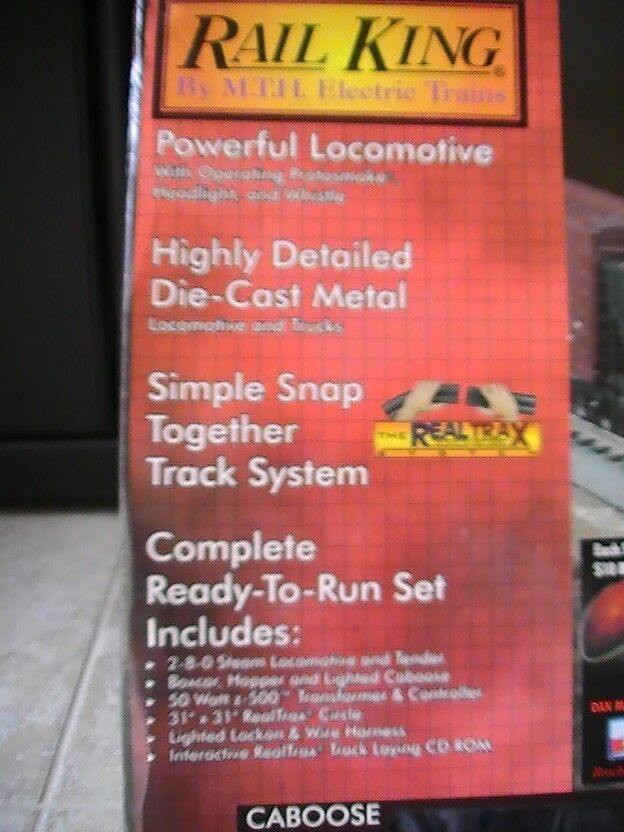 RAIL KING®
By M.T.H. Electric Trains
Powerful Locomotive
With Operating Protosmoke™,
Headlight, and Whistle
Highly Detailed
Die-Cast Metal
Locomotive and Trucks
Simple Snap
Together
Track System
THE REALTRAX
Complete
Ready-To-Run Set
Includes:
▸ 2-8-0 Steam Locomotive and Tender
▸ Boxcar, Hopper and Lighted Caboose
▸ 50 Watt z-500™ Transformer & Controller
▸ 31" x 31" RealTrax® Circle
▸ Lighted Lockon & Wire Harness
▸ Interactive RealTrax® Track Laying CD ROM
DAN
CABOOSE